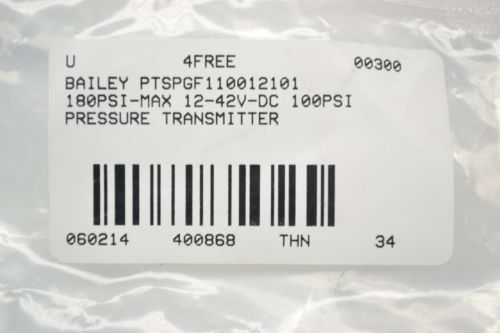 U 4FREE 00300
BAILEY PTSPGF110012101
180PSI-MAX 12-42V-DC 100PSI
PRESSURE TRANSMITTER
060214 400868 THN 34